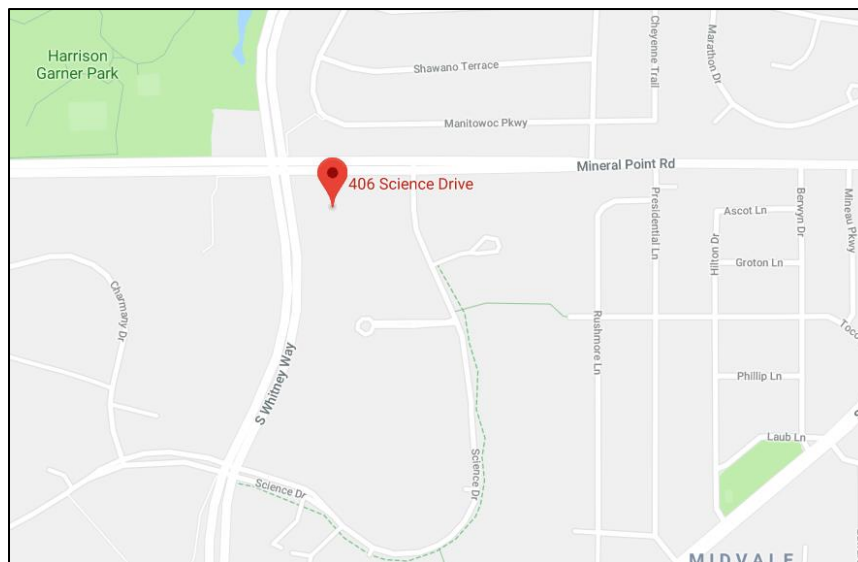 Harrison
Garner Park
Shawano Terrace
Cheyenne Trail
Marathon Dr
Manitowoc Pkwy
Mineral Point Rd
406 Science Drive
Presidential Ln
Ascot Ln
Berwyn Dr
Mineau Pkwy
Hilton Dr
Groton Ln
Charmany Dr
Rushmore Ln
Toco
S Whitney Way
Phillip Ln
Laub Ln
Science Dr
Science Dr
MIDVALE